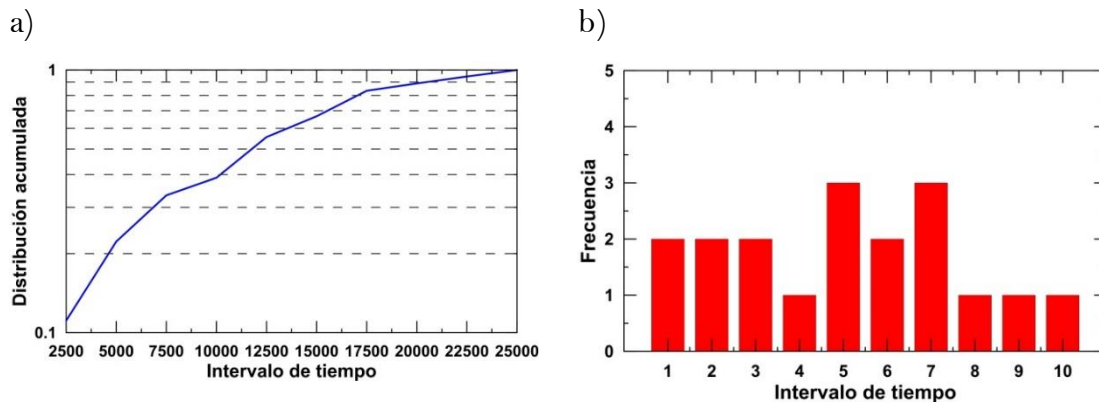 a)
b)
Distribución acumulada
1
0.1
2500 5000 7500 10000 12500 15000 17500 20000 22500 25000
Intervalo de tiempo
Frecuencia
5
4
3
2
1
0
1 2 3 4 5 6 7 8 9 10
Intervalo de tiempo